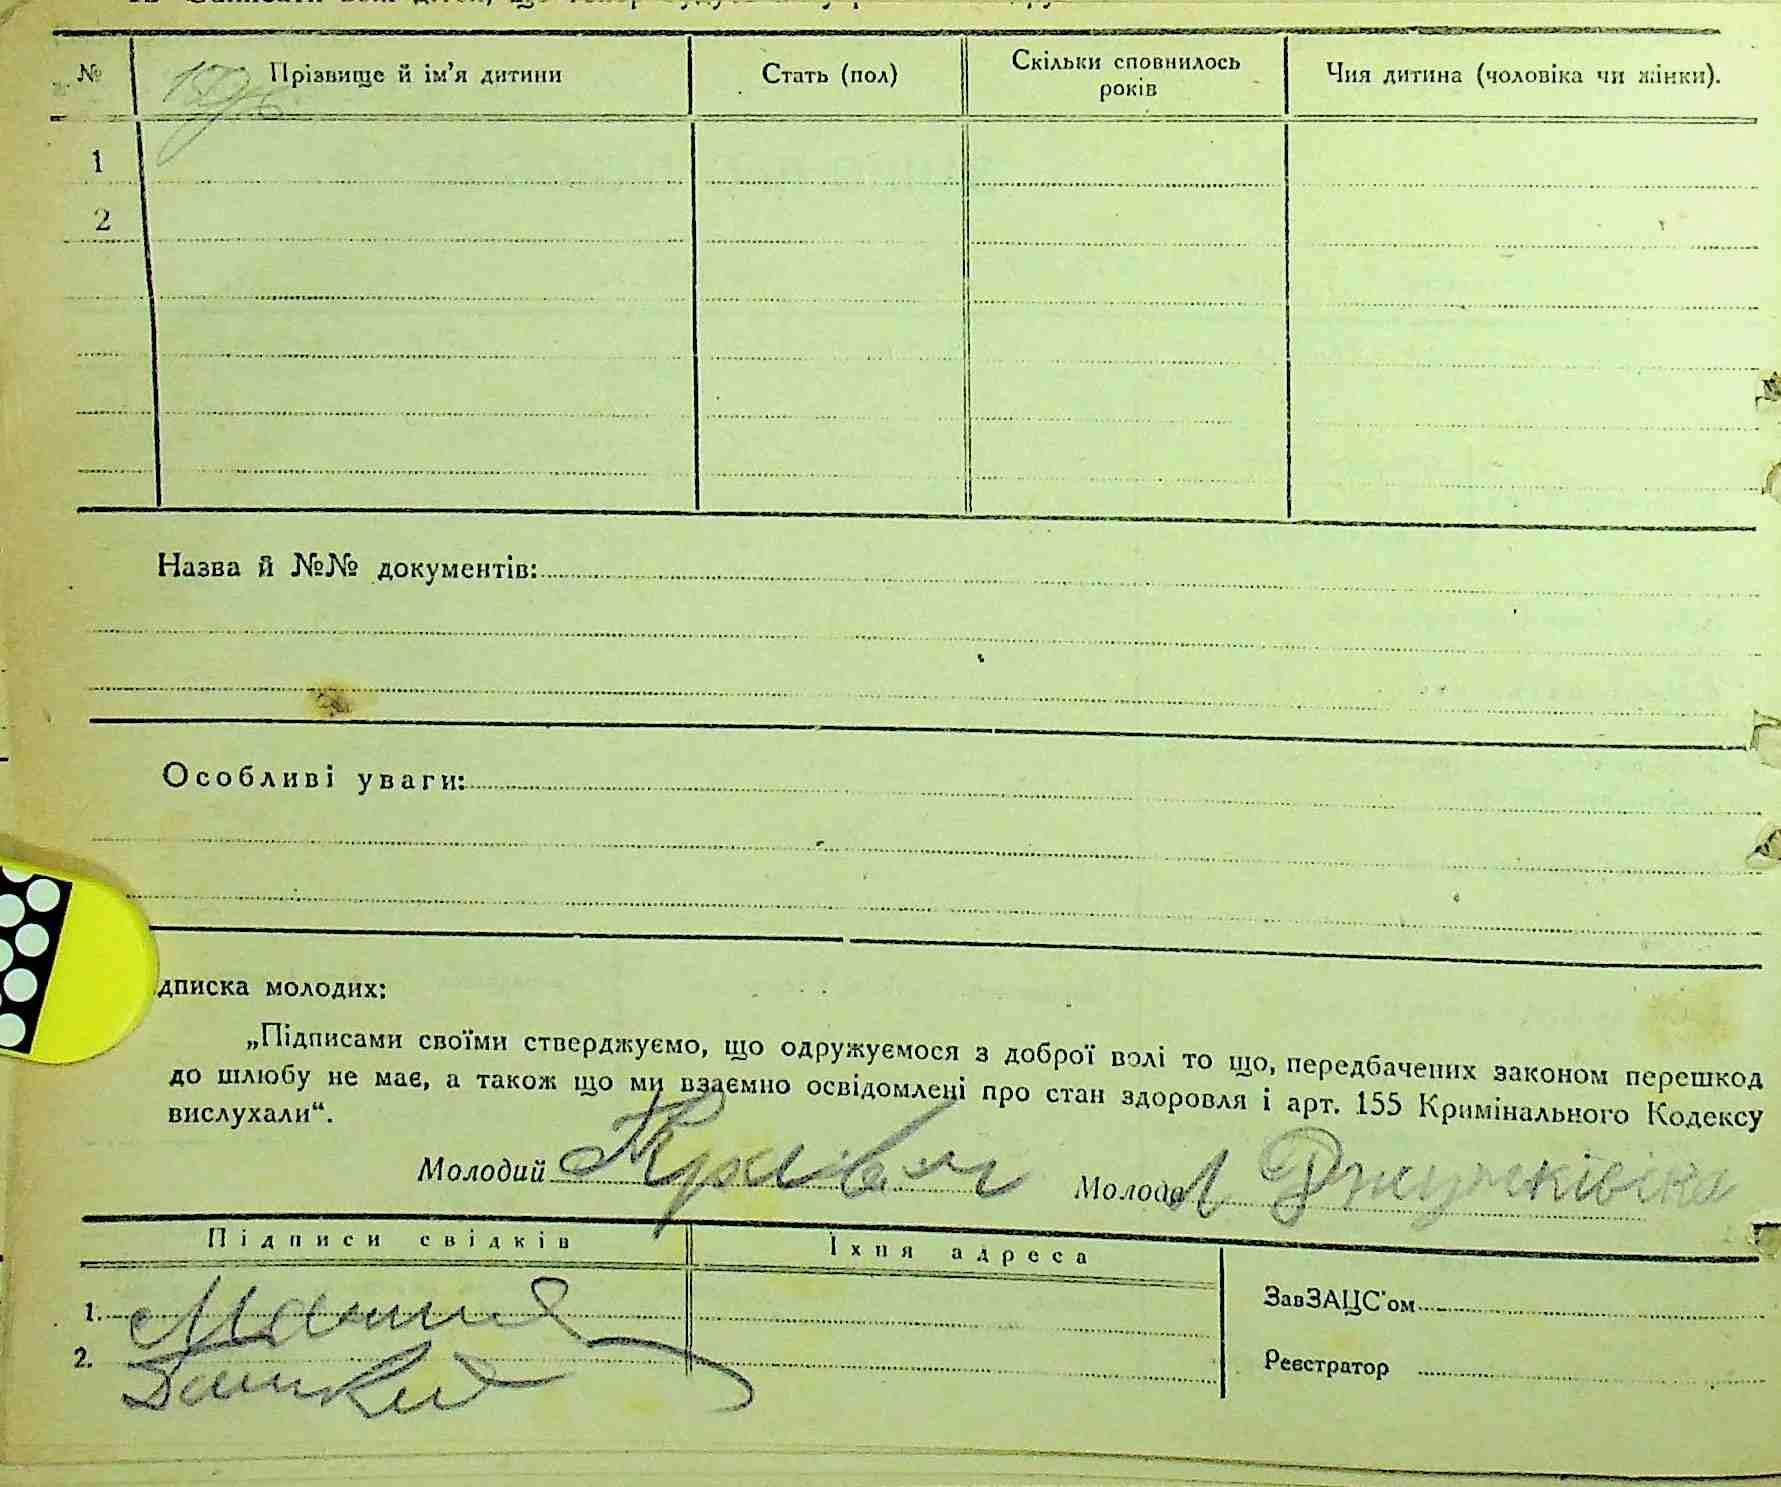 № Прізвище й ім'я дитини Стать (пол) Скільки сповнилось років Чия дитина (чоловіка чи жінки).
1
2
Назва й №№ документів:
Особливі уваги:
дписка молодих:
„Підписами своїми стверджуємо, що одружуємося з доброї волі то що, передбачених законом перешкод
до шлюбу не має, а також що ми взаємно освідомлені про стан здоровля і арт. 155 Кримінального Кодексу
вислухали“.
Молодий Молода
Підписи свідків Їхня адреса
1. ЗавЗАЦС'ом
2. Реєстратор